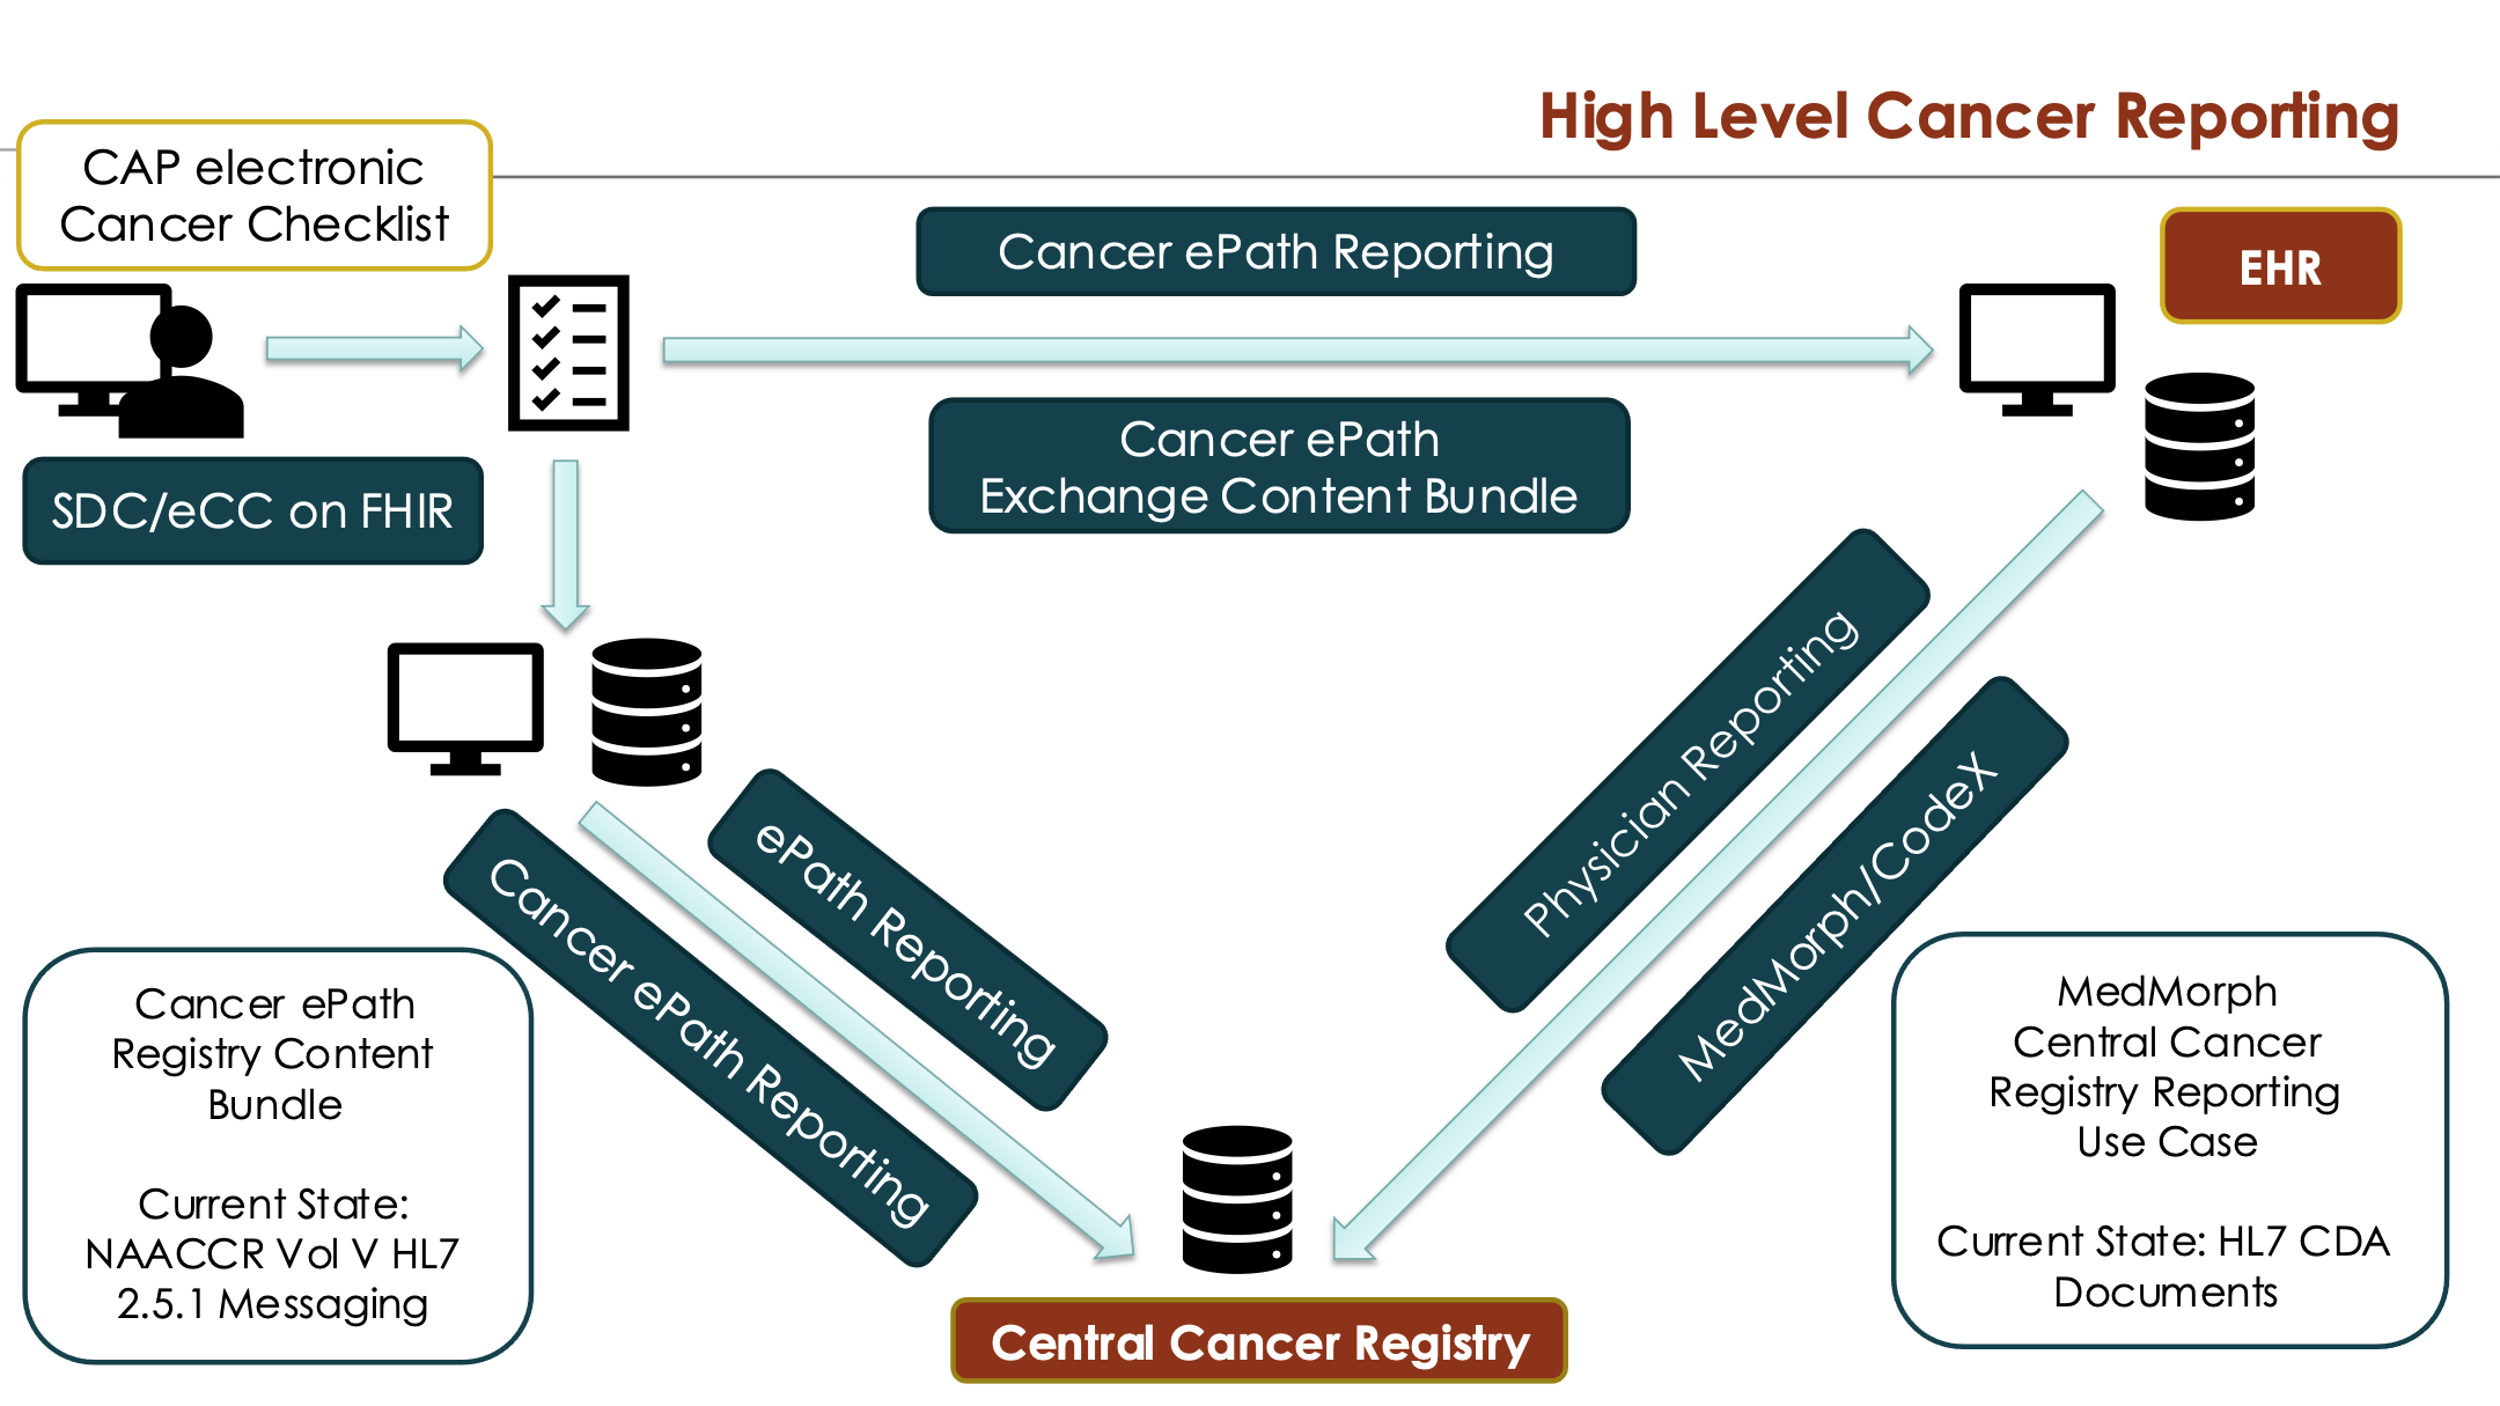 High Level Cancer Reporting
CAP electronic
Cancer Checklist
Cancer ePath Reporting
EHR
Cancer ePath
Exchange Content Bundle
SDC/eCC on FHIR
Physician Reporting
MedMorph/CodeX
ePath Reporting
Cancer ePath Reporting
Cancer ePath
Registry Content
Bundle
Current State:
NAACCR Vol V HL7
2.5.1 Messaging
MedMorph
Central Cancer
Registry Reporting
Use Case
Current State: HL7 CDA
Documents
Central Cancer Registry